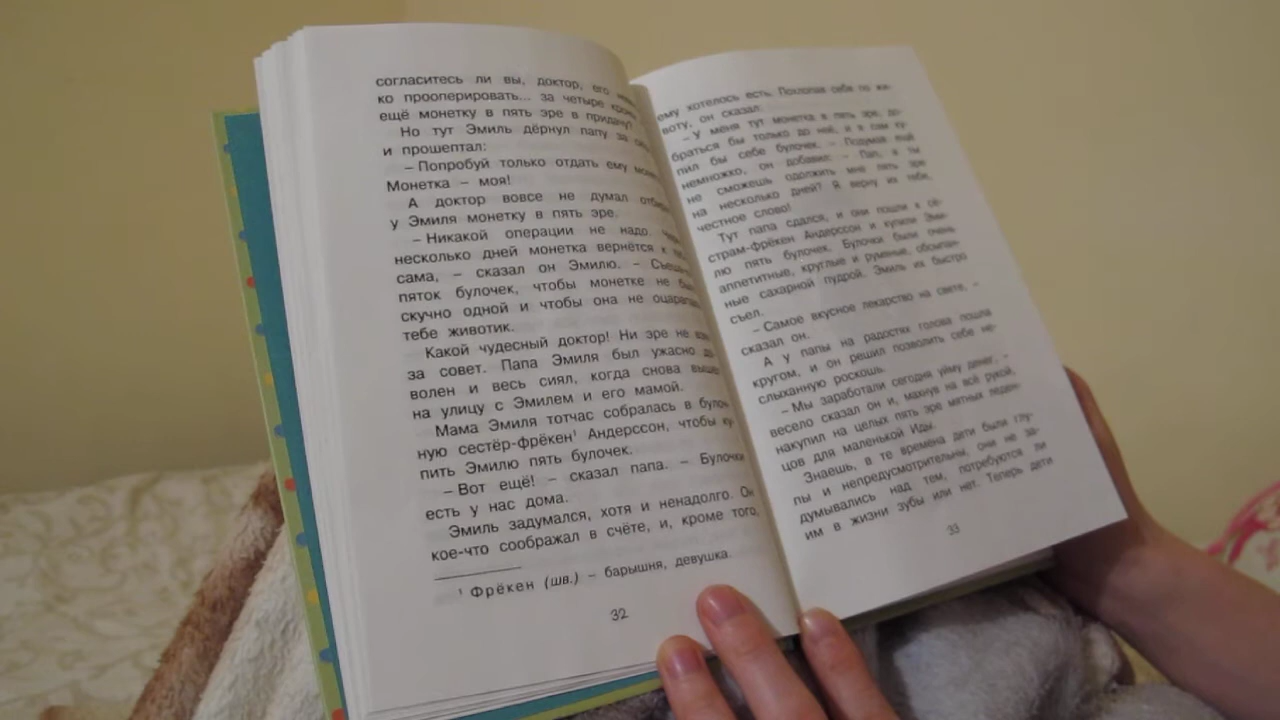 согласитесь ли вы, доктор, его
ко прооперировать... за четыре кроны
ещё монетку в пять эре в придачу?
Но тут Эмиль дёрнул папу за
и прошептал:
– Попробуй только отдать ему
Монетка – моя!
А доктор вовсе не думал
у Эмиля монетку в пять эре.
– Никакой операции не надо.
несколько дней монетка вернётся к
сама, – сказал он Эмилю. –
пяток булочек, чтобы монетке не
скучно одной и чтобы она не оцарапала
тебе животик.
Какой чудесный доктор! Ни эре не
за совет. Папа Эмиля был ужасно
волен и весь сиял, когда снова вышел
на улицу с Эмилем и его мамой.
Мама Эмиля тотчас собралась в булоч-
ную сестёр-фрёкен¹ Андерссон, чтобы ку-
пить Эмилю пять булочек.
– Вот ещё! – сказал папа. – Булочки
есть у нас дома.
Эмиль задумался, хотя и ненадолго. Он
кое-что соображал в счёте, и, кроме того,
¹ Фрёкен (шв.) – барышня, девушка.
32
ему хотелось есть. Похлопав себя по жи-
воту, он сказал:
– У меня тут монетка в пять эре, до-
браться бы только до неё, и я сам ку-
пил бы себе булочек. – Подумав ещё
немножко, он добавил: – Пап, а ты
не сможешь одолжить мне пять эре
на несколько дней? Я верну их тебе,
честное слово!
Тут папа сдался, и они пошли к сё-
страм-фрёкен Андерссон и купили Эми-
лю пять булочек. Булочки были очень
аппетитные, круглые и румяные, обсыпан-
ные сахарной пудрой. Эмиль их быстро
съел.
– Самое вкусное лекарство на свете, –
сказал он.
А у папы на радостях голова пошла
кругом, и он решил позволить себе не-
слыханную роскошь.
– Мы заработали сегодня уйму денег, –
весело сказал он и, махнув на всё рукой,
накупил на целых пять эре мятных леден-
цов для маленькой Иды.
Знаешь, в те времена дети были глу-
пы и непредусмотрительны, они не за-
думывались над тем, потребуются ли
им в жизни зубы или нет. Теперь дети
33